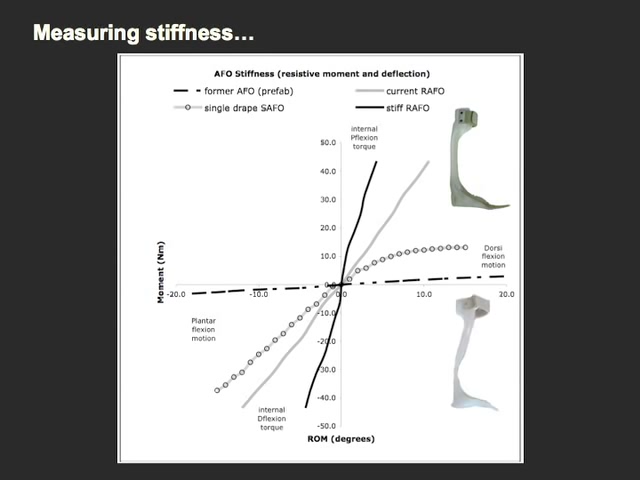 Measuring stiffness...
AFO Stiffness (resistive moment and deflection)
former AFO (prefab)
current RAFO
single drape SAFO
stiff RAFO
internal
Pflexion
torque
50.0
40.0
30.0
20.0
10.0
Moment (Nm)
Dorsi
flexion
motion
-20.0 -10.0 0.0 10.0 20.0
0.0
-10.0
Plantar
flexion
motion
-20.0
-30.0
-40.0
internal
Dflexion
torque
-50.0
ROM (degrees)